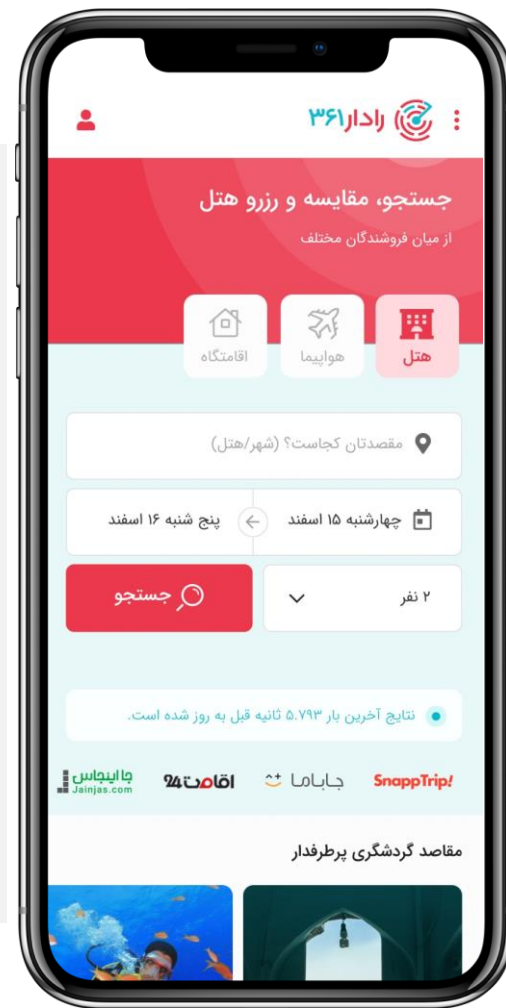 رادار۳۶۱
جستجو، مقایسه و رزرو هتل
از میان فروشندگان مختلف
هتل
هواپیما
اقامتگاه
مقصدتان کجاست؟ (شهر/هتل)
چهارشنبه ۱۵ اسفند
پنج شنبه ۱۶ اسفند
۲ نفر
جستجو
نتایج آخرین بار ۵.۷۹۳ ثانیه قبل به روز شده است.
SnappTrip!
جاباما
اقامت24
جااینجاس
Jainjas.com
مقاصد گردشگری پرطرفدار